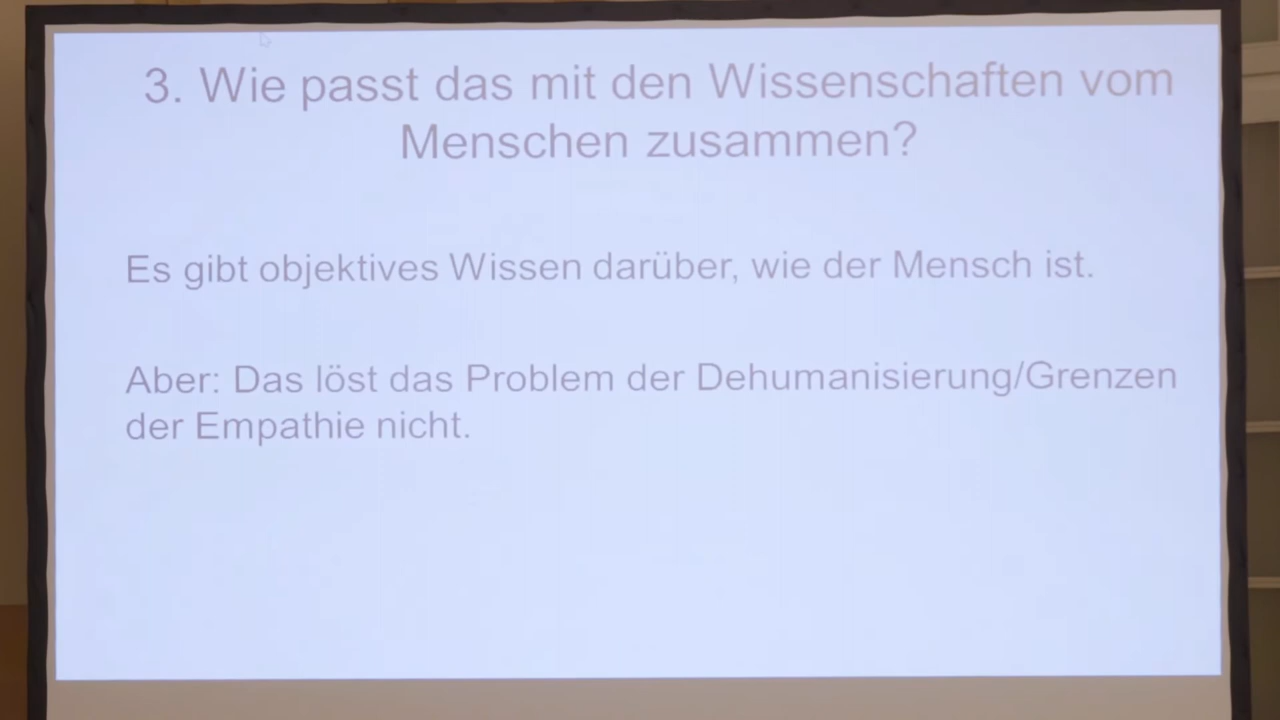 3. Wie passt das mit den Wissenschaften vom
Menschen zusammen?
Es gibt objektives Wissen darüber, wie der Mensch ist.
Aber: Das löst das Problem der Dehumanisierung/Grenzen
der Empathie nicht.